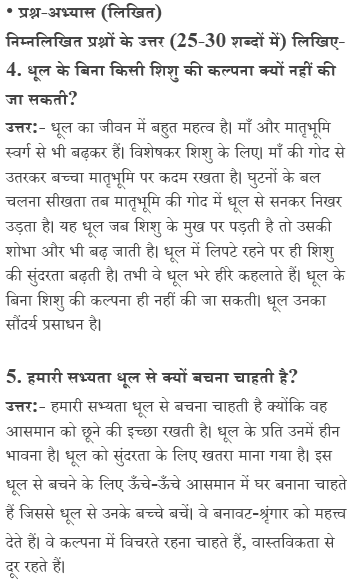 • प्रश्न-अभ्यास (लिखित)
निम्नलिखित प्रश्नों के उत्तर (25-30 शब्दों में) लिखिए-
4. धूल के बिना किसी शिशु की कल्पना क्यों नहीं की
जा सकती?
उत्तर:- धूल का जीवन में बहुत महत्व है। माँ और मातृभूमि
स्वर्ग से भी बढ़कर हैं। विशेषकर शिशु के लिए। माँ की गोद से
उतरकर बच्चा मातृभूमि पर कदम रखता है। घुटनों के बल
चलना सीखता तब मातृभूमि की गोद में धूल से सनकर निखर
उड़ता है। यह धूल जब शिशु के मुख पर पड़ती है तो उसकी
शोभा और भी बढ़ जाती है। धूल में लिपटे रहने पर ही शिशु
की सुंदरता बढ़ती है। तभी वे धूल भरे हीरे कहलाते हैं। धूल के
बिना शिशु की कल्पना ही नहीं की जा सकती। धूल उनका
सौंदर्य प्रसाधन है।
5. हमारी सभ्यता धूल से क्यों बचना चाहती है?
उत्तर:- हमारी सभ्यता धूल से बचना चाहती है क्योंकि वह
आसमान को छूने की इच्छा रखती है। धूल के प्रति उनमें हीन
भावना है। धूल को सुंदरता के लिए खतरा माना गया है। इस
धूल से बचने के लिए ऊँचे-ऊँचे आसमान में घर बनाना चाहते
हैं जिससे धूल से उनके बच्चे बचें। वे बनावट-श्रृंगार को महत्त्व
देते हैं। वे कल्पना में विचरते रहना चाहते हैं, वास्तविकता से
दूर रहते हैं।